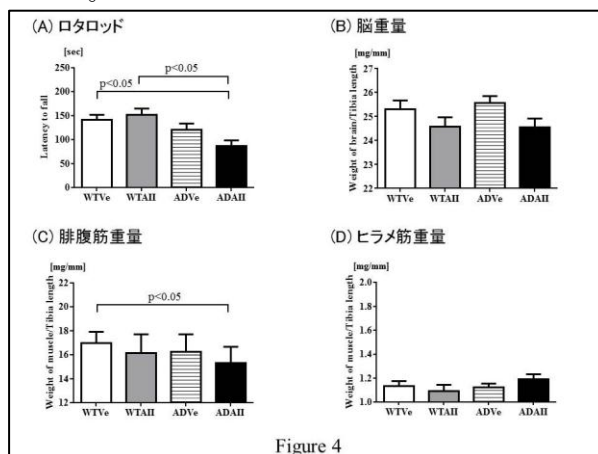 (A) ロタロッド
[sec]
Latency to fall
250
200
150
100
50
0
p<0.05
p<0.05
WTVe WTAII ADVe ADAII
(B) 脳重量
[mg/mm]
Weight of brain/Tibia length
27
26
25
24
23
22
WTVe WTAII ADVe ADAII
(C) 腓腹筋重量
[mg/mm]
Weight of muscle/Tibia length
22
20
18
16
14
12
p<0.05
WTVe WTAII ADVe ADAII
(D) ヒラメ筋重量
[mg/mm]
Weight of muscle/Tibia length
2.0
1.8
1.6
1.4
1.2
1.0
WTVe WTAII ADVe ADAII
Figure 4